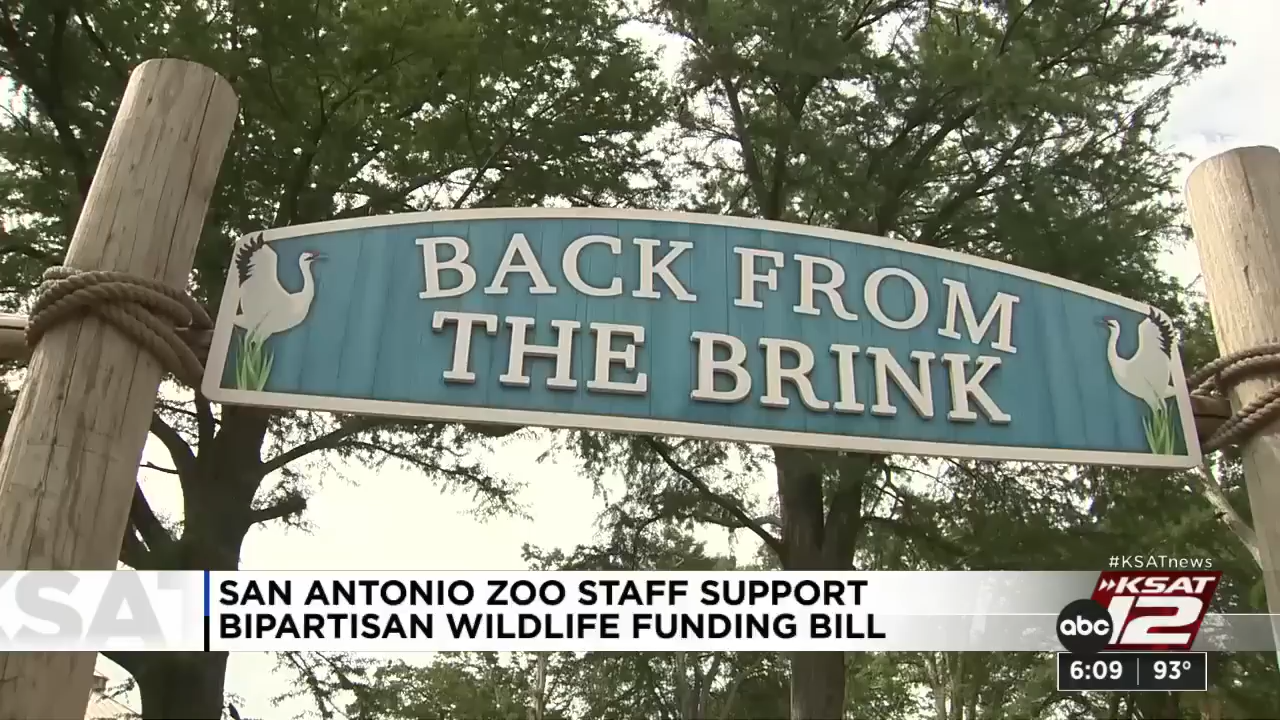 BACK FROM
THE BRINK
#KSATnews
KSAT
SAN ANTONIO ZOO STAFF SUPPORT
BIPARTISAN WILDLIFE FUNDING BILL
»KSAT
abc 12
6:09 93°